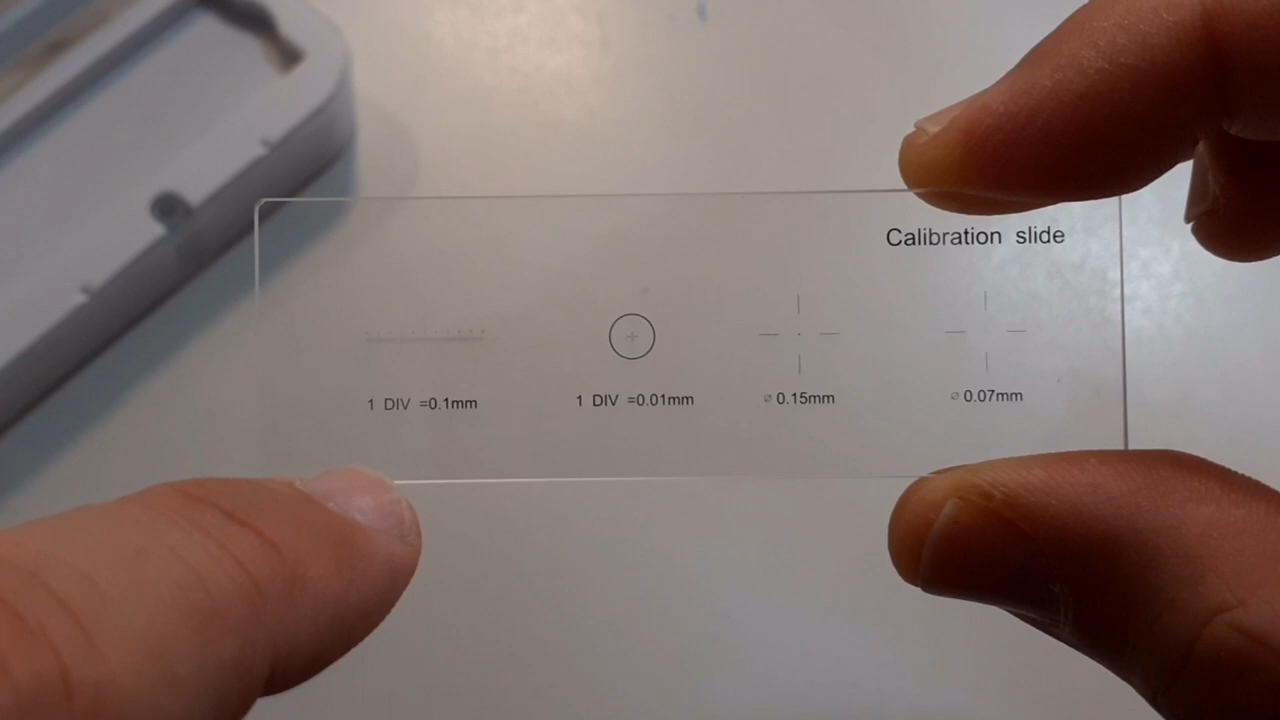 Calibration slide
1 DIV =0.1mm
1 DIV =0.01mm
⌀ 0.15mm
⌀ 0.07mm